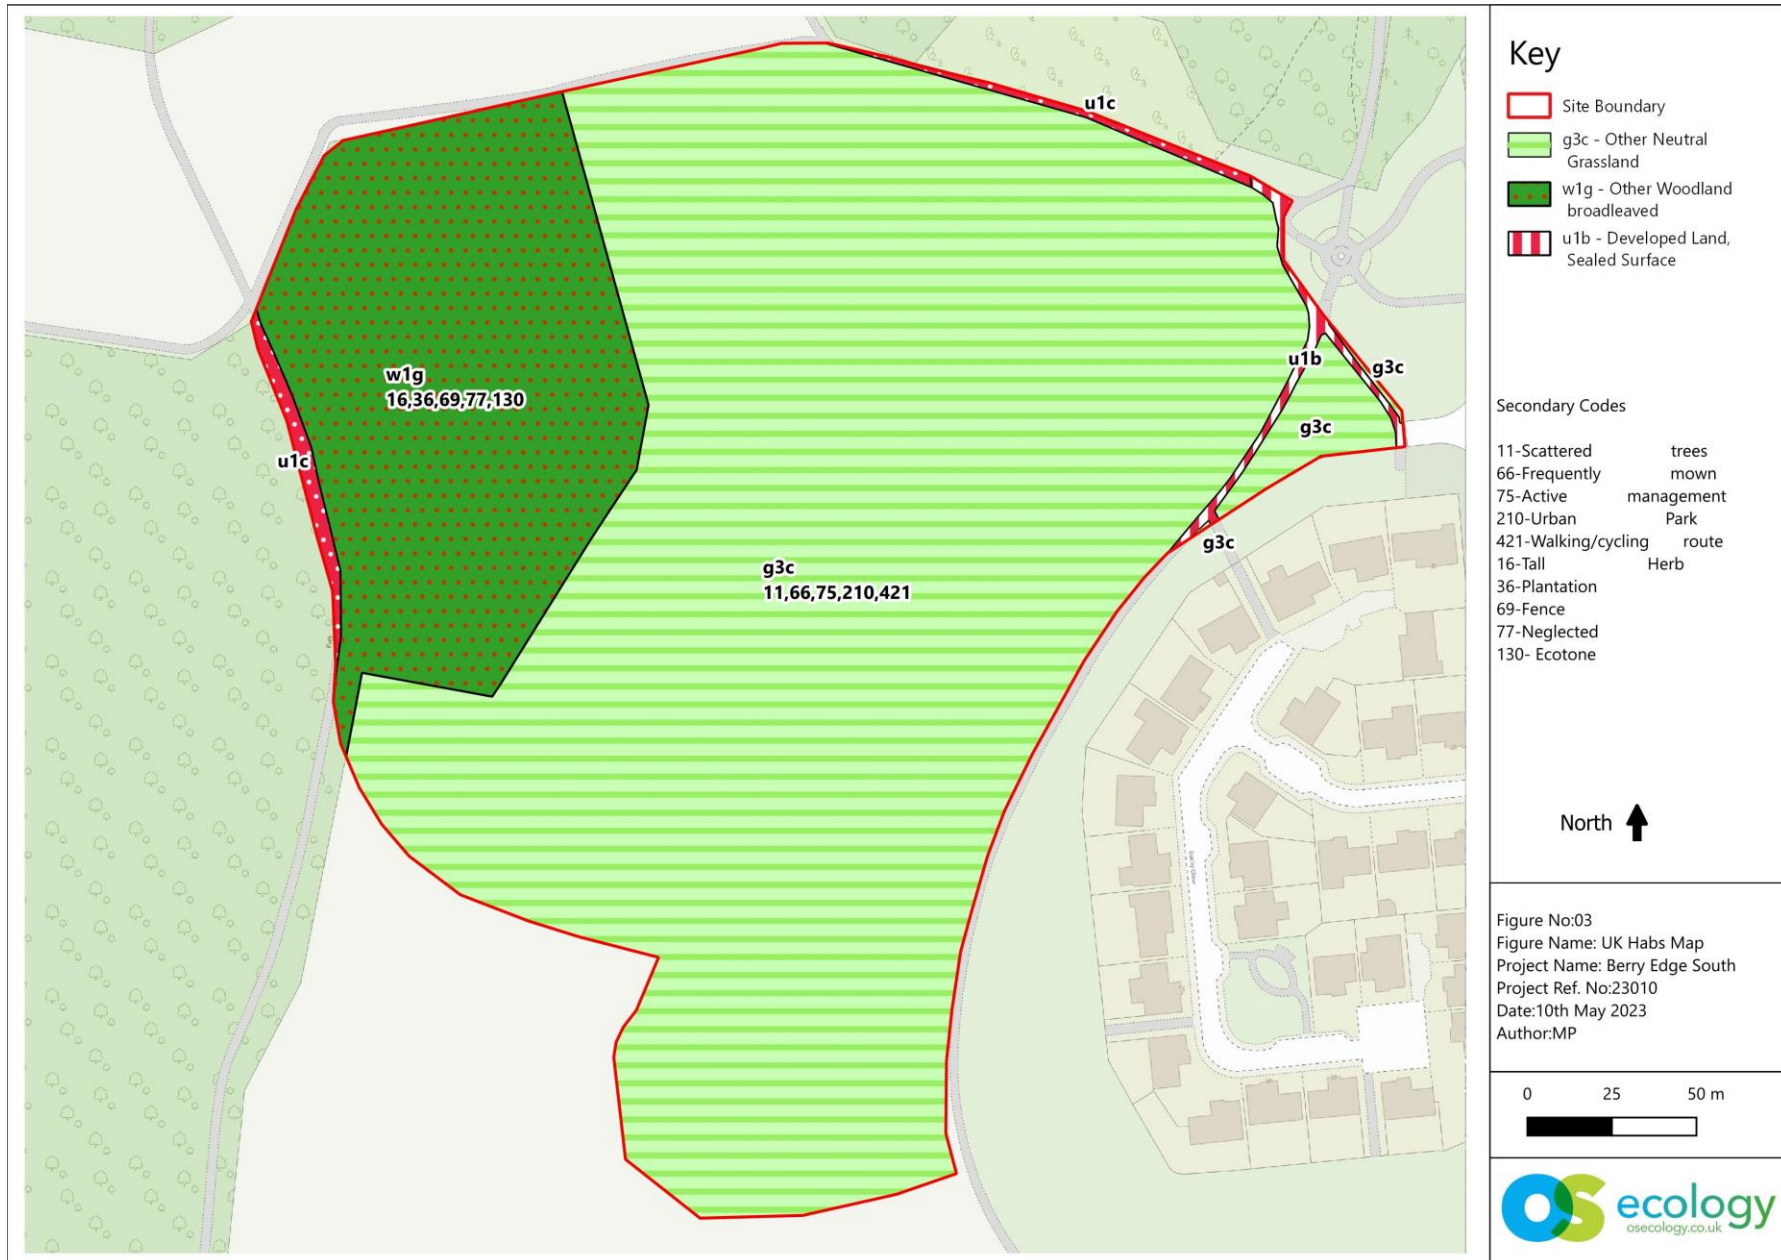 u1c
w1g
16,36,69,77,130
u1c
u1b
g3c
g3c
g3c
g3c
11,66,75,210,421
Key
Site Boundary
g3c - Other Neutral
Grassland
w1g - Other Woodland
broadleaved
u1b - Developed Land,
Sealed Surface
Secondary Codes
11-Scattered trees
66-Frequently mown
75-Active management
210-Urban Park
421-Walking/cycling route
16-Tall Herb
36-Plantation
69-Fence
77-Neglected
130- Ecotone
North
Figure No:03
Figure Name: UK Habs Map
Project Name: Berry Edge South
Project Ref. No:23010
Date:10th May 2023
Author:MP
0 25 50 m
OS ecology
osecology.co.uk